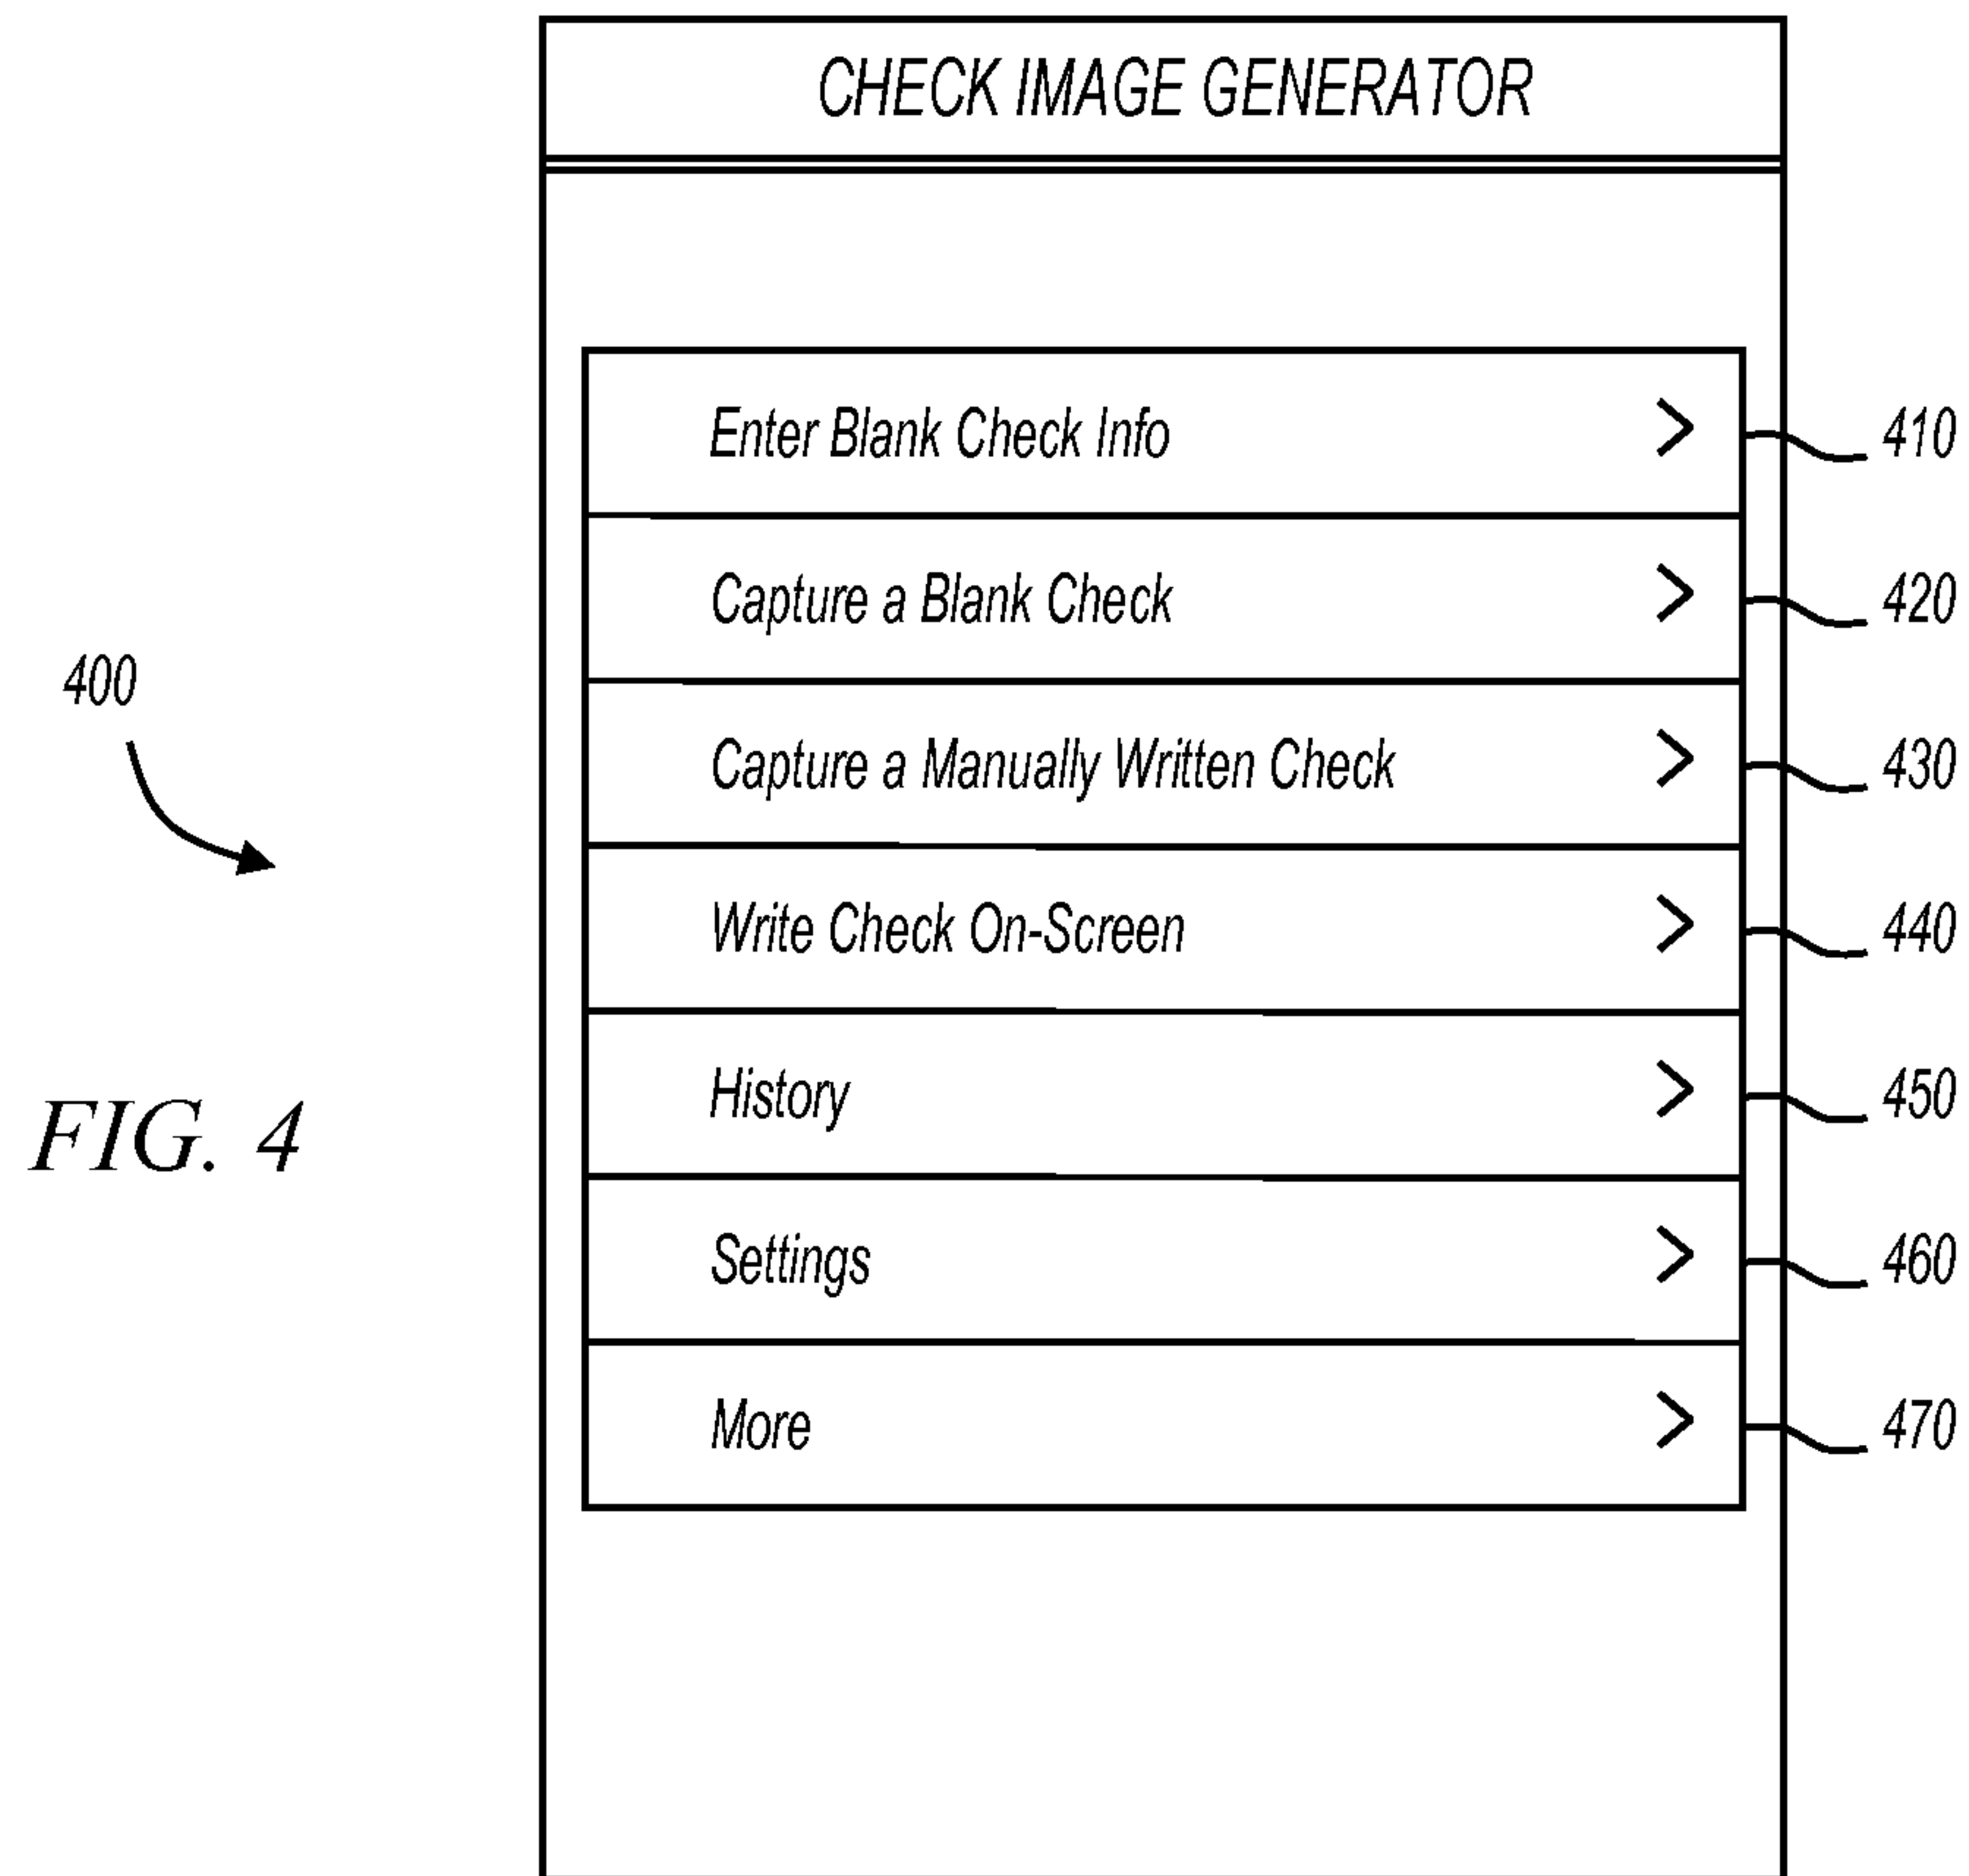 CHECK IMAGE GENERATOR
Enter Blank Check Info > 410
Capture a Blank Check > 420
400
Capture a Manually Written Check > 430
Write Check On-Screen > 440
History > 450
FIG. 4
Settings > 460
More > 470